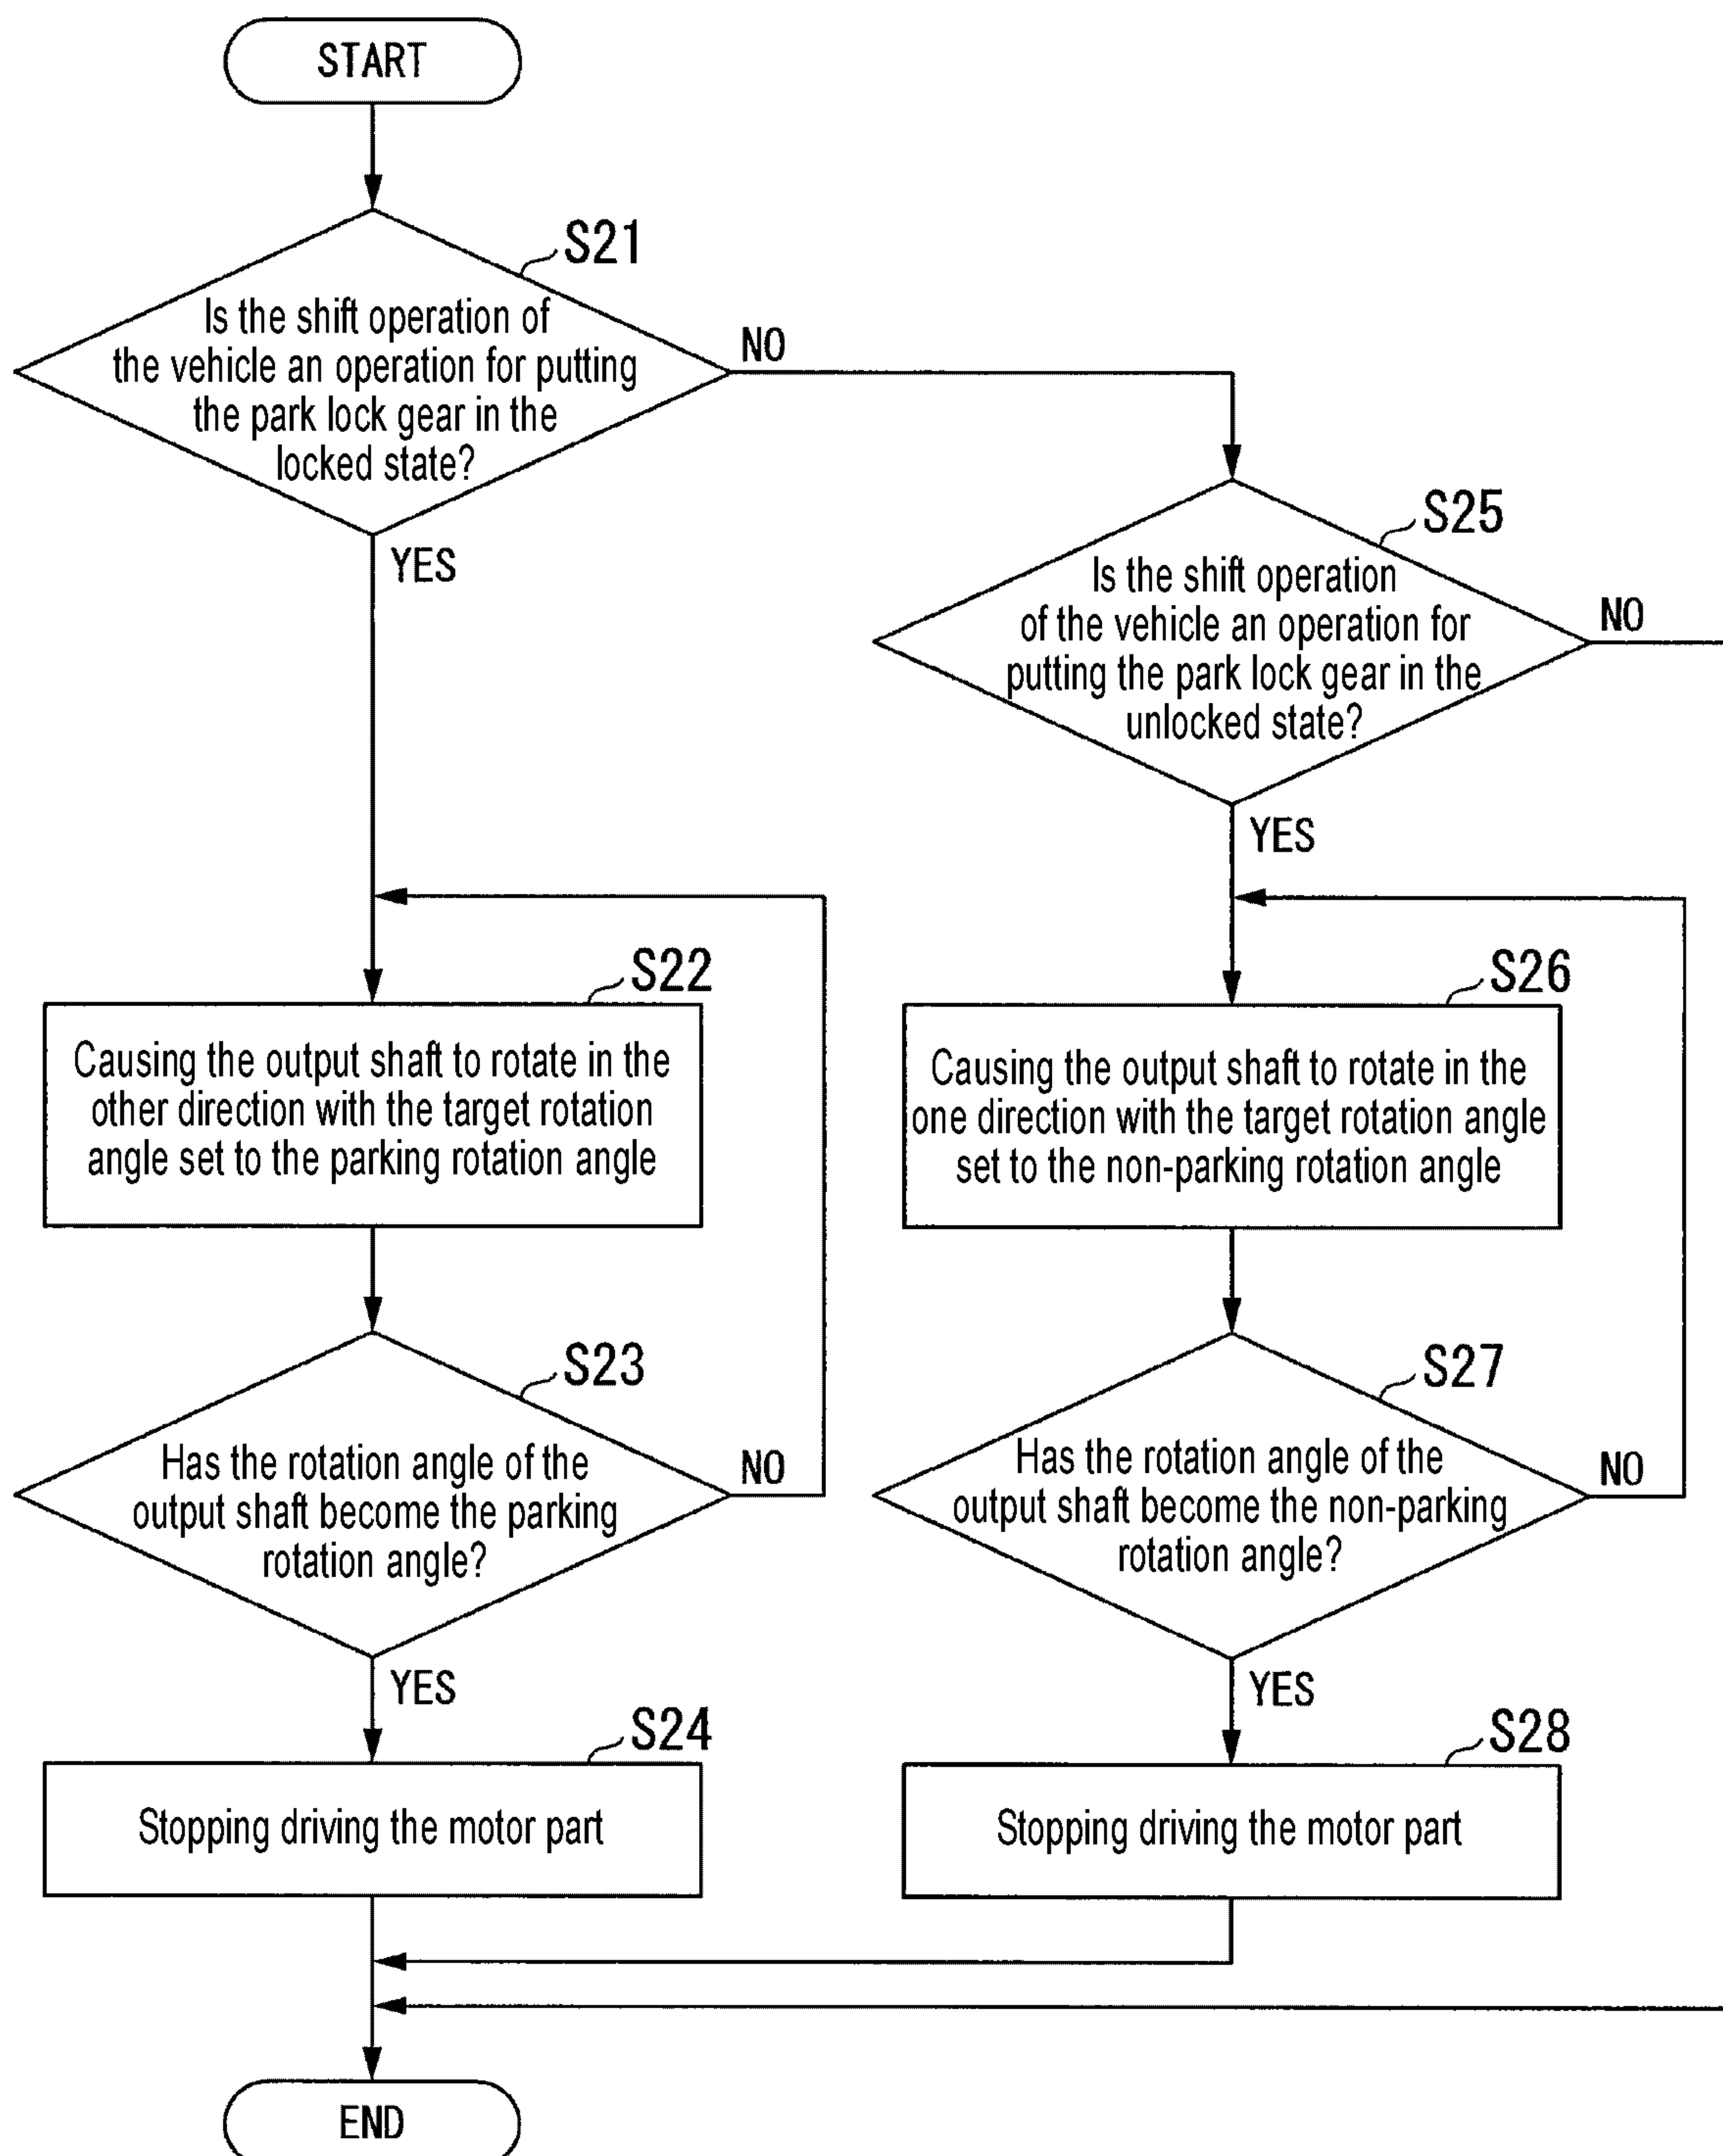 START
S21
Is the shift operation of
the vehicle an operation for putting
the park lock gear in the
locked state?
NO
YES
S25
Is the shift operation
of the vehicle an operation for
putting the park lock gear in the
unlocked state?
NO
YES
S22
Causing the output shaft to rotate in the
other direction with the target rotation
angle set to the parking rotation angle
S26
Causing the output shaft to rotate in the
one direction with the target rotation angle
set to the non-parking rotation angle
S23
Has the rotation angle of the
output shaft become the parking
rotation angle?
NO
YES
S27
Has the rotation angle of the
output shaft become the non-parking
rotation angle?
NO
YES
S24
Stopping driving the motor part
S28
Stopping driving the motor part
END